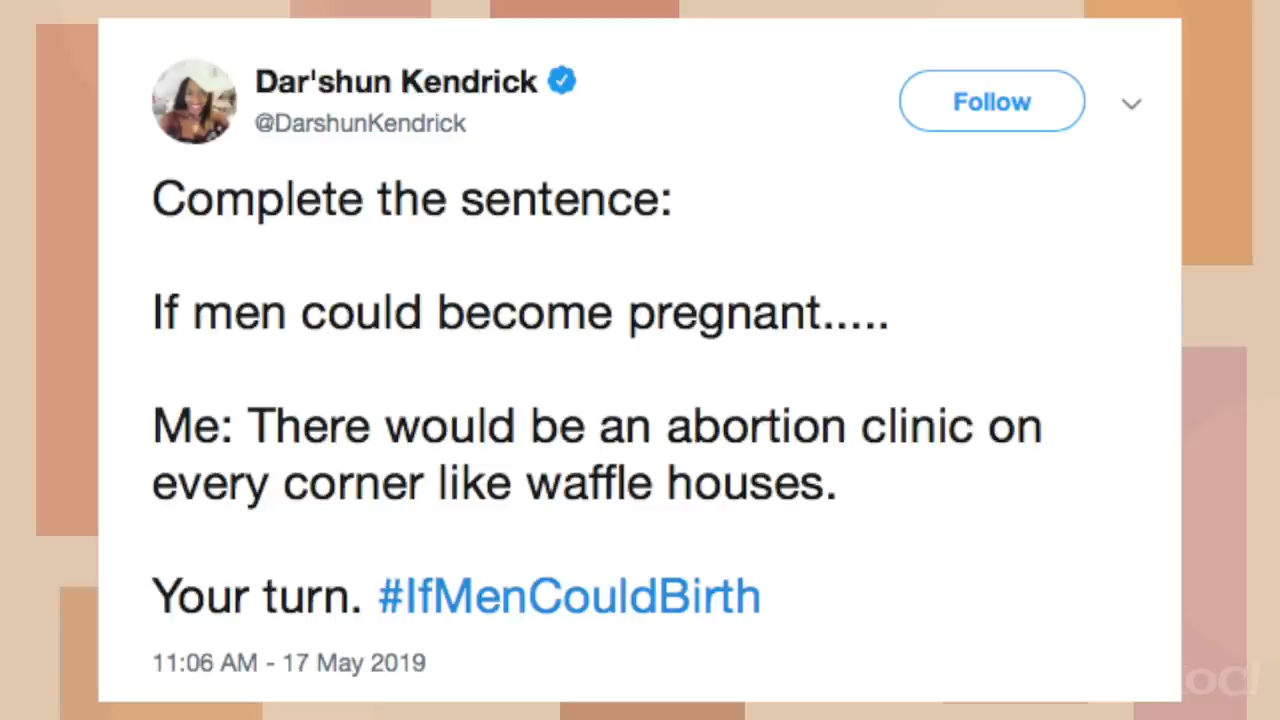 Dar'shun Kendrick
@DarshunKendrick
Follow
Complete the sentence:
If men could become pregnant.....
Me: There would be an abortion clinic on
every corner like waffle houses.
Your turn. #IfMenCouldBirth
11:06 AM - 17 May 2019